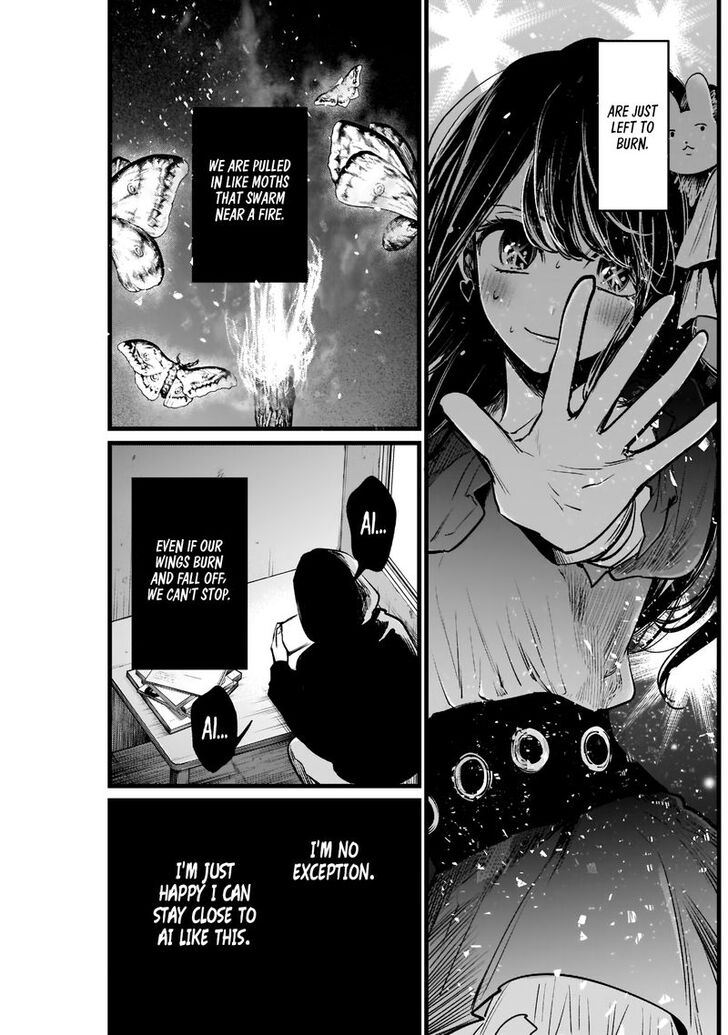 ARE JUST
LEFT TO
BURN.
WE ARE PULLED
IN LIKE MOTHS
THAT SWARM
NEAR A FIRE.
AI...
EVEN IF OUR
WINGS BURN
AND FALL OFF,
WE CAN'T STOP.
AI...
I'M NO
EXCEPTION.
I'M JUST
HAPPY I CAN
STAY CLOSE TO
AI LIKE THIS.